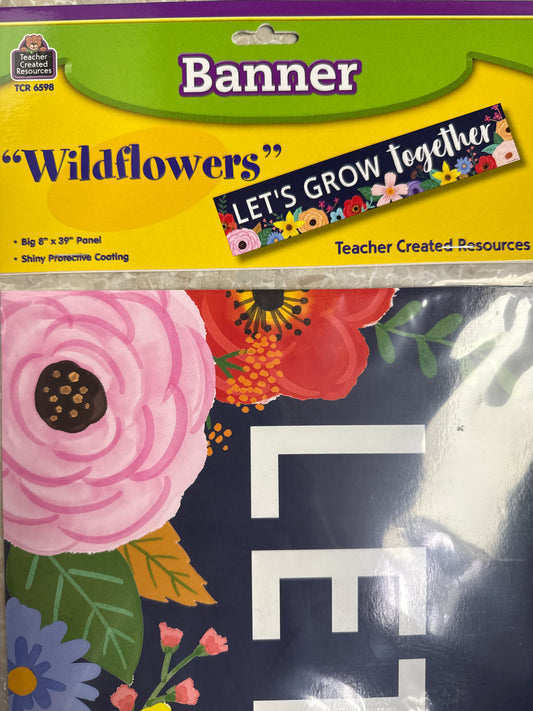 Teacher
Created
Resources
TCR 6598
Banner
"Wildflowers"
LET'S GROW together
• Big 8" x 39" Panel
• Shiny Protective Coating
Teacher Created Resources
LET